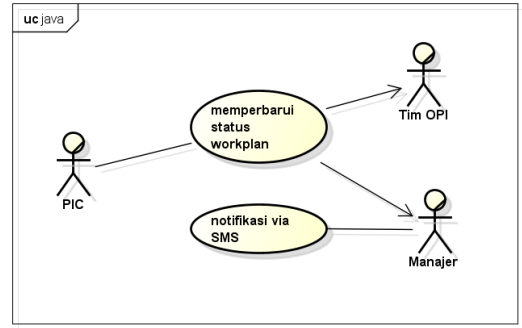 uc java
memperbarui
status
workplan
Tim OPI
PIC
notifikasi via
SMS
Manajer